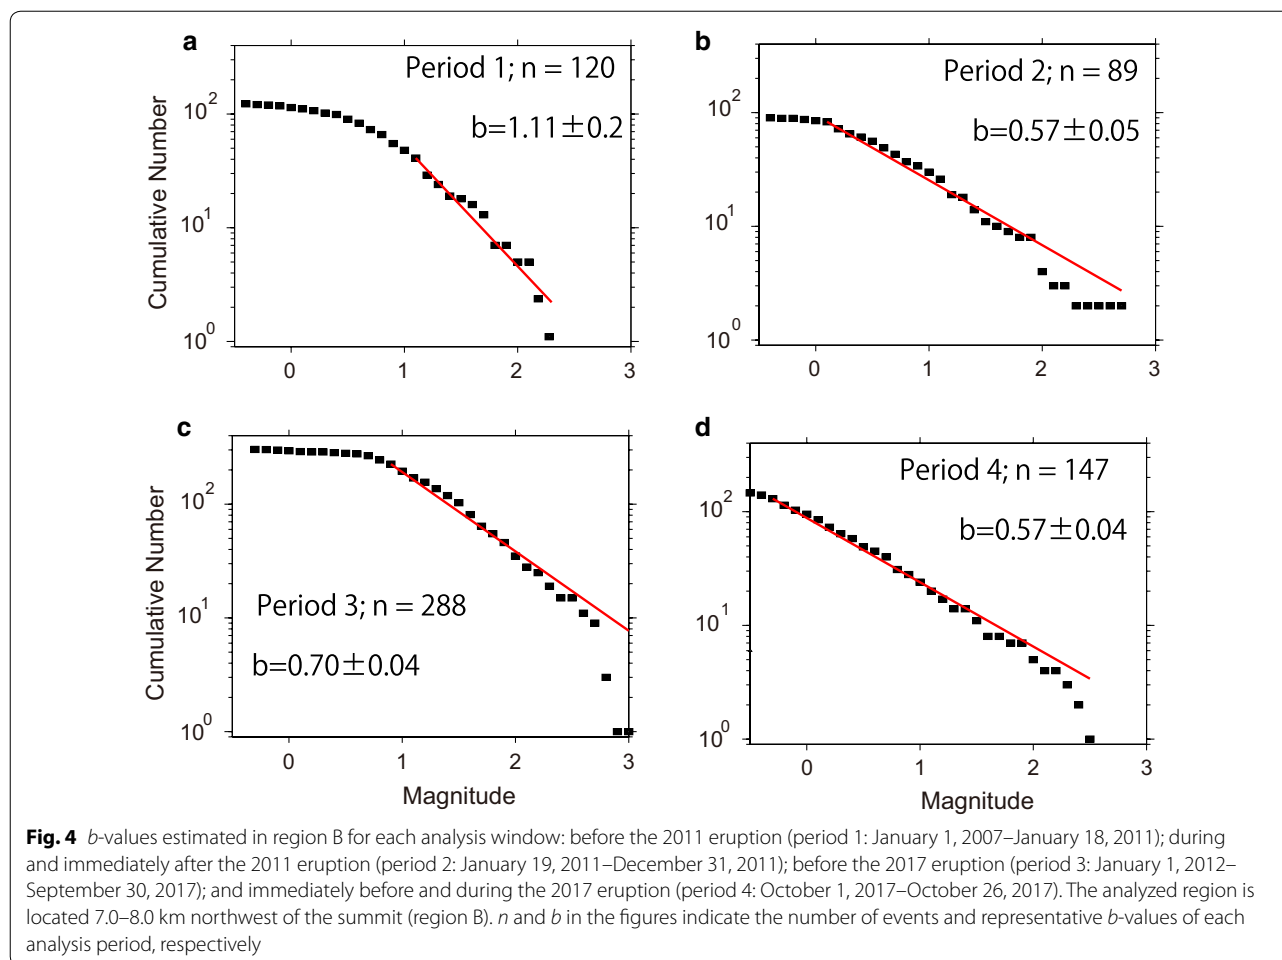 a
Period 1; n = 120
b=1.11±0.2
Cumulative Number
10²
10¹
10⁰
0 1 2 3
b
Period 2; n = 89
b=0.57±0.05
10²
10¹
10⁰
0 1 2 3
c
Period 3; n = 288
b=0.70±0.04
Cumulative Number
10²
10¹
10⁰
0 1 2 3
Magnitude
d
Period 4; n = 147
b=0.57±0.04
10²
10¹
10⁰
0 1 2 3
Magnitude
Fig. 4 b-values estimated in region B for each analysis window: before the 2011 eruption (period 1: January 1, 2007–January 18, 2011); during
and immediately after the 2011 eruption (period 2: January 19, 2011–December 31, 2011); before the 2017 eruption (period 3: January 1, 2012–
September 30, 2017); and immediately before and during the 2017 eruption (period 4: October 1, 2017–October 26, 2017). The analyzed region is
located 7.0–8.0 km northwest of the summit (region B). n and b in the figures indicate the number of events and representative b-values of each
analysis period, respectively